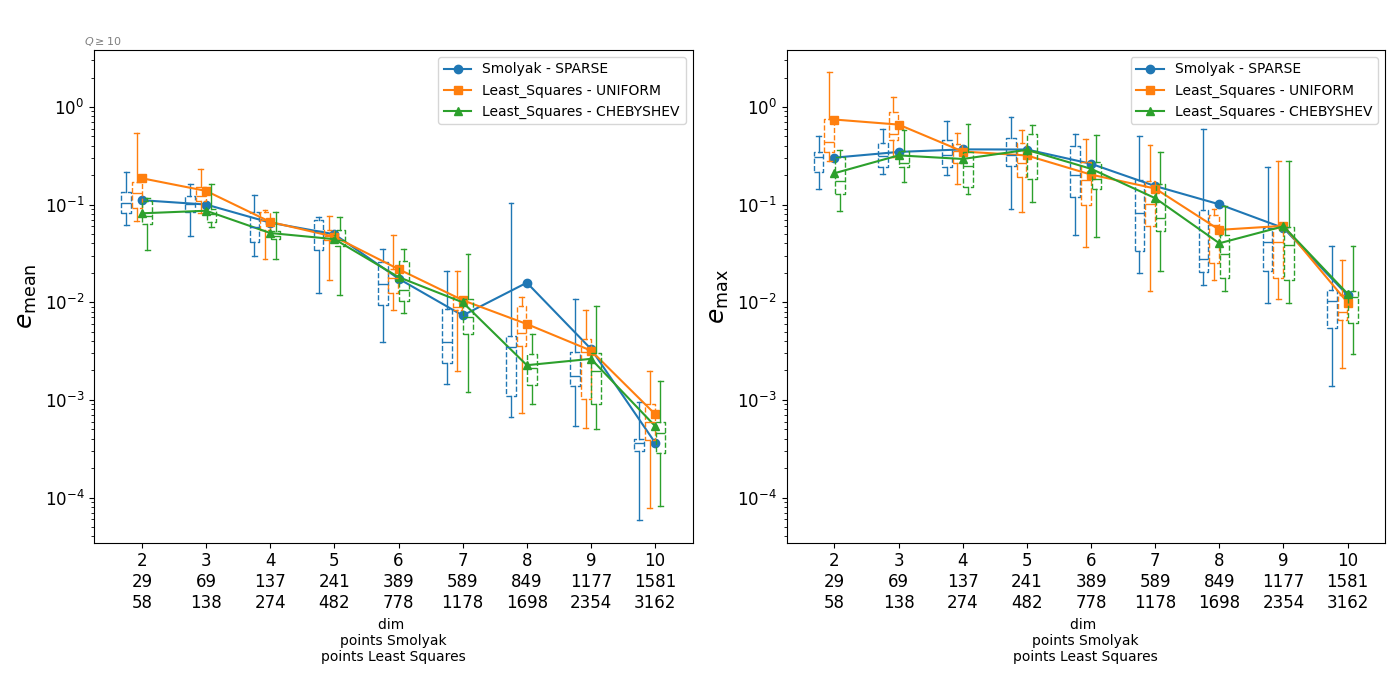 Q ≥ 10
Smolyak - SPARSE
Least_Squares - UNIFORM
Least_Squares - CHEBYSHEV
10⁰
10⁻¹
10⁻²
10⁻³
10⁻⁴
e_mean
2 3 4 5 6 7 8 9 10
29 69 137 241 389 589 849 1177 1581
58 138 274 482 778 1178 1698 2354 3162
dim
points Smolyak
points Least Squares
Smolyak - SPARSE
Least_Squares - UNIFORM
Least_Squares - CHEBYSHEV
10⁰
10⁻¹
10⁻²
10⁻³
10⁻⁴
e_max
2 3 4 5 6 7 8 9 10
29 69 137 241 389 589 849 1177 1581
58 138 274 482 778 1178 1698 2354 3162
dim
points Smolyak
points Least Squares